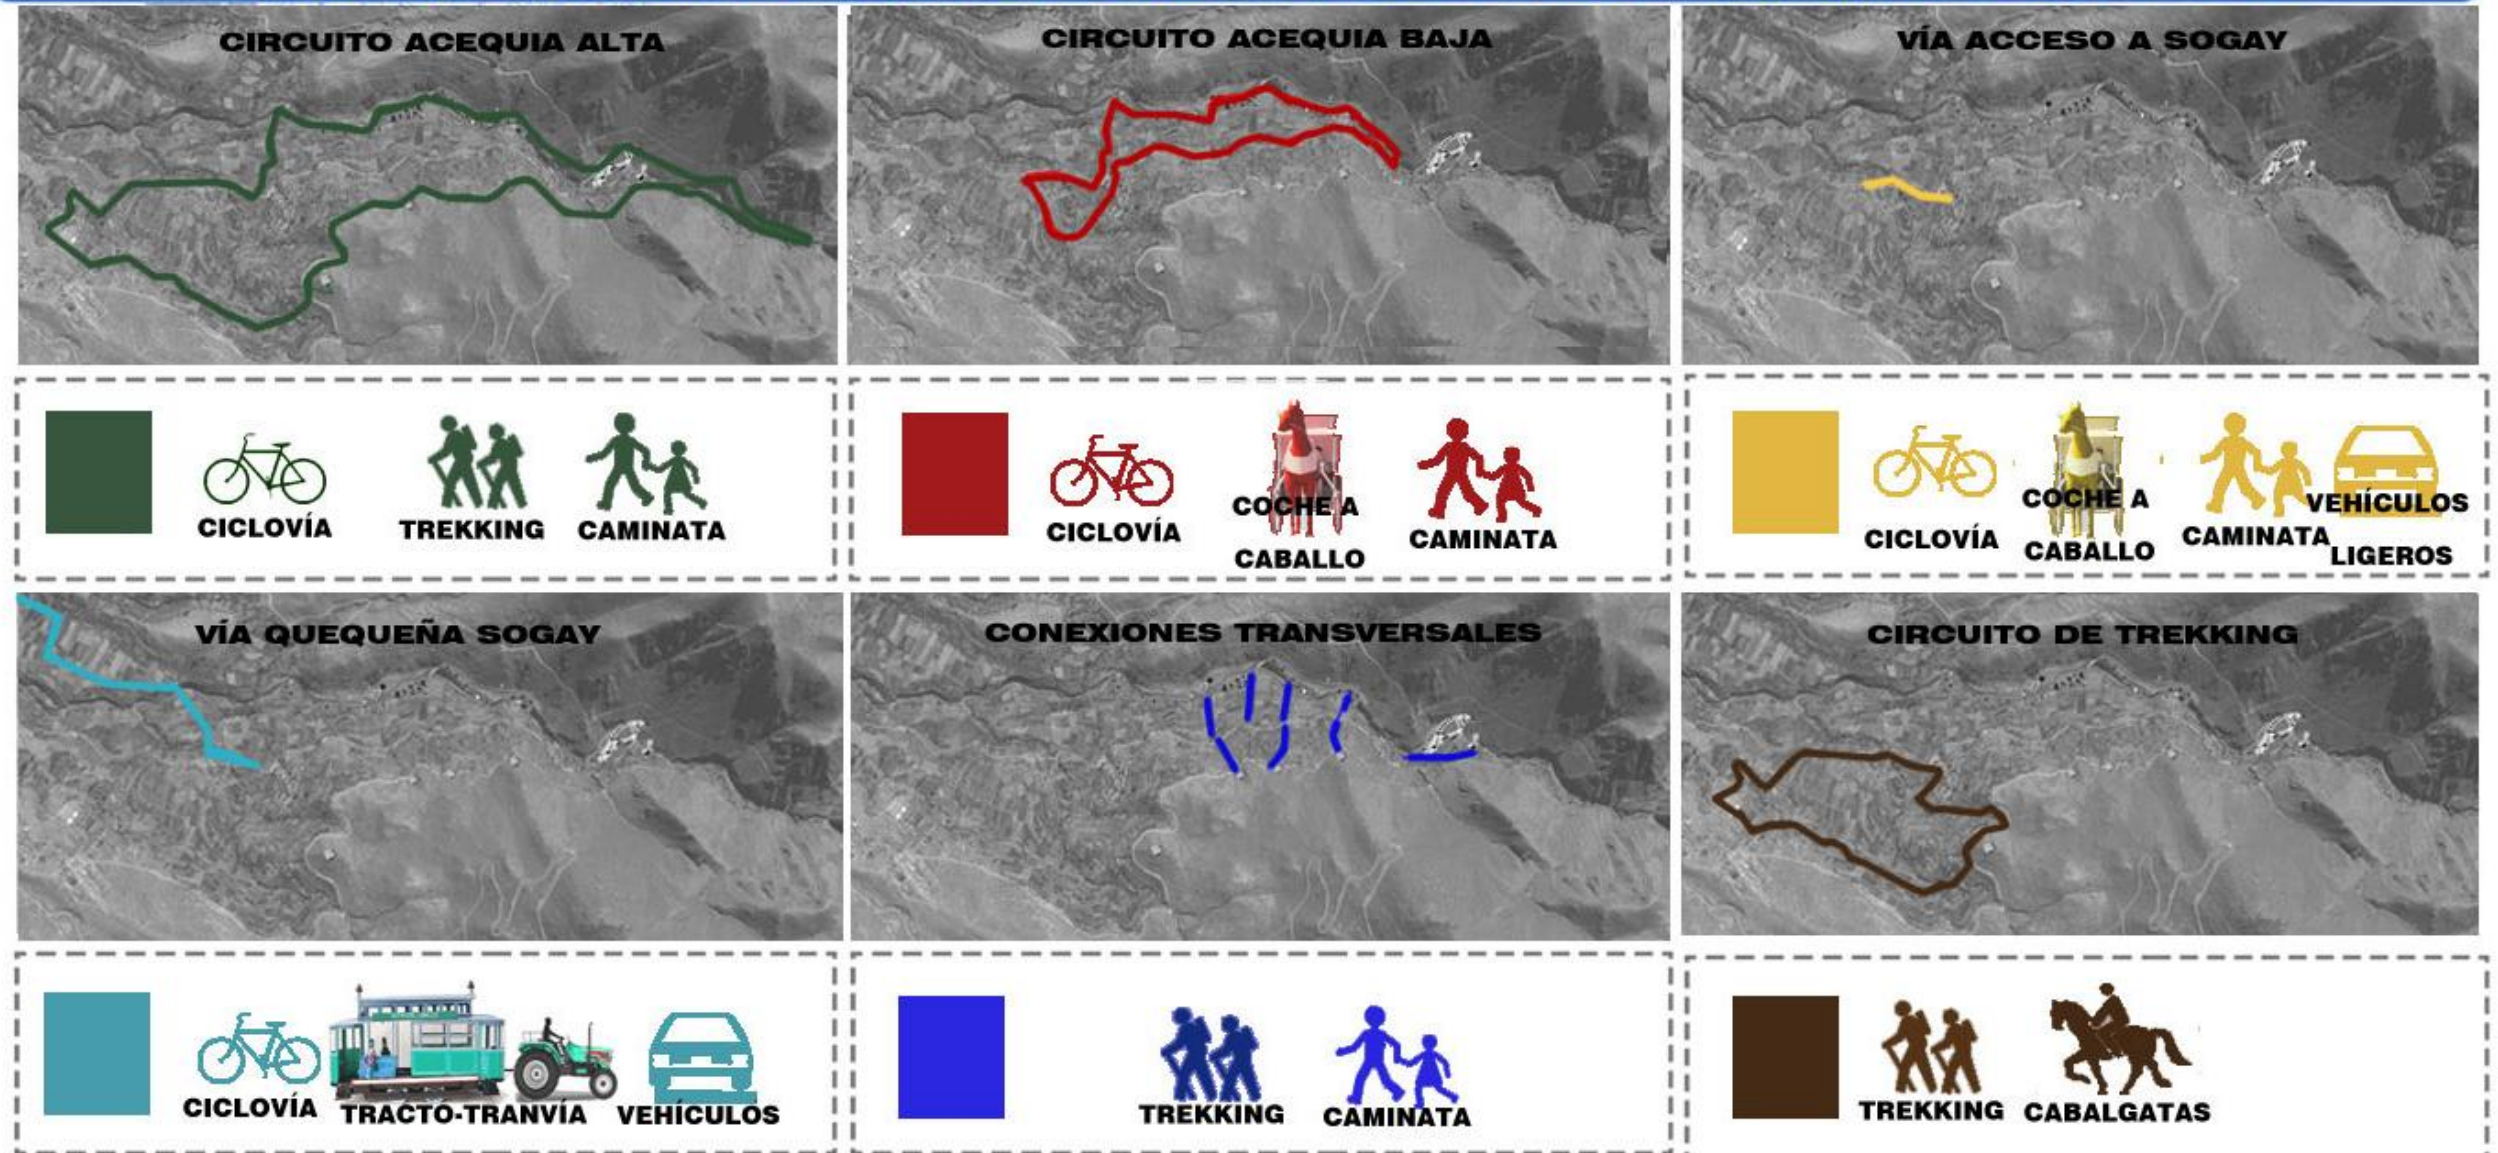 CIRCUITO ACEQUIA ALTA
CIRCUITO ACEQUIA BAJA
VÍA ACCESO A SOGAY
CICLOVÍA
TREKKING
CAMINATA
CICLOVÍA
COCHE A
CABALLO
CAMINATA
CICLOVÍA
COCHE A
CABALLO
CAMINATA
VEHÍCULOS
LIGEROS
VÍA QUEQUEÑA SOGAY
CONEXIONES TRANSVERSALES
CIRCUITO DE TREKKING
CICLOVÍA
TRACTO-TRANVÍA
VEHÍCULOS
TREKKING
CAMINATA
TREKKING
CABALGATAS